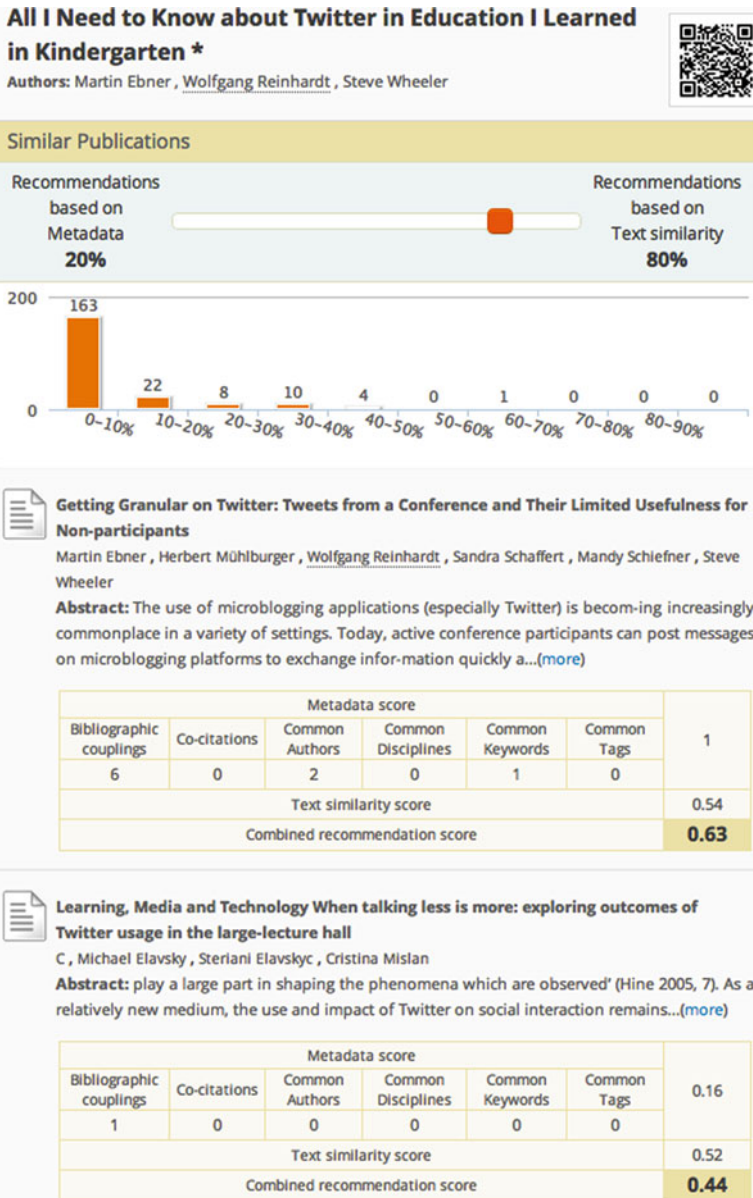 All I Need to Know about Twitter in Education I Learned
in Kindergarten *
Authors: Martin Ebner , Wolfgang Reinhardt , Steve Wheeler
Similar Publications
Recommendations
based on
Metadata
20%
Recommendations
based on
Text similarity
80%
200
163
22
8
10
4
0
1
0
0
0
0
0~10%
10~20%
20~30%
30~40%
40~50%
50~60%
60~70%
70~80%
80~90%
Getting Granular on Twitter: Tweets from a Conference and Their Limited Usefulness for
Non-participants
Martin Ebner , Herbert Mühlburger , Wolfgang Reinhardt , Sandra Schaffert , Mandy Schiefner , Steve
Wheeler
Abstract: The use of microblogging applications (especially Twitter) is becom-ing increasingly
commonplace in a variety of settings. Today, active conference participants can post messages
on microblogging platforms to exchange infor-mation quickly a...(more)
Metadata score
Bibliographic
couplings
Co-citations
Common
Authors
Common
Disciplines
Common
Keywords
Common
Tags
1
6 0 2 0 1 0
Text similarity score 0.54
Combined recommendation score 0.63
Learning, Media and Technology When talking less is more: exploring outcomes of
Twitter usage in the large-lecture hall
C , Michael Elavsky , Steriani Elavskyc , Cristina Mislan
Abstract: play a large part in shaping the phenomena which are observed' (Hine 2005, 7). As a
relatively new medium, the use and impact of Twitter on social interaction remains...(more)
Metadata score
Bibliographic
couplings
Co-citations
Common
Authors
Common
Disciplines
Common
Keywords
Common
Tags
0.16
1 0 0 0 0 0
Text similarity score 0.52
Combined recommendation score 0.44